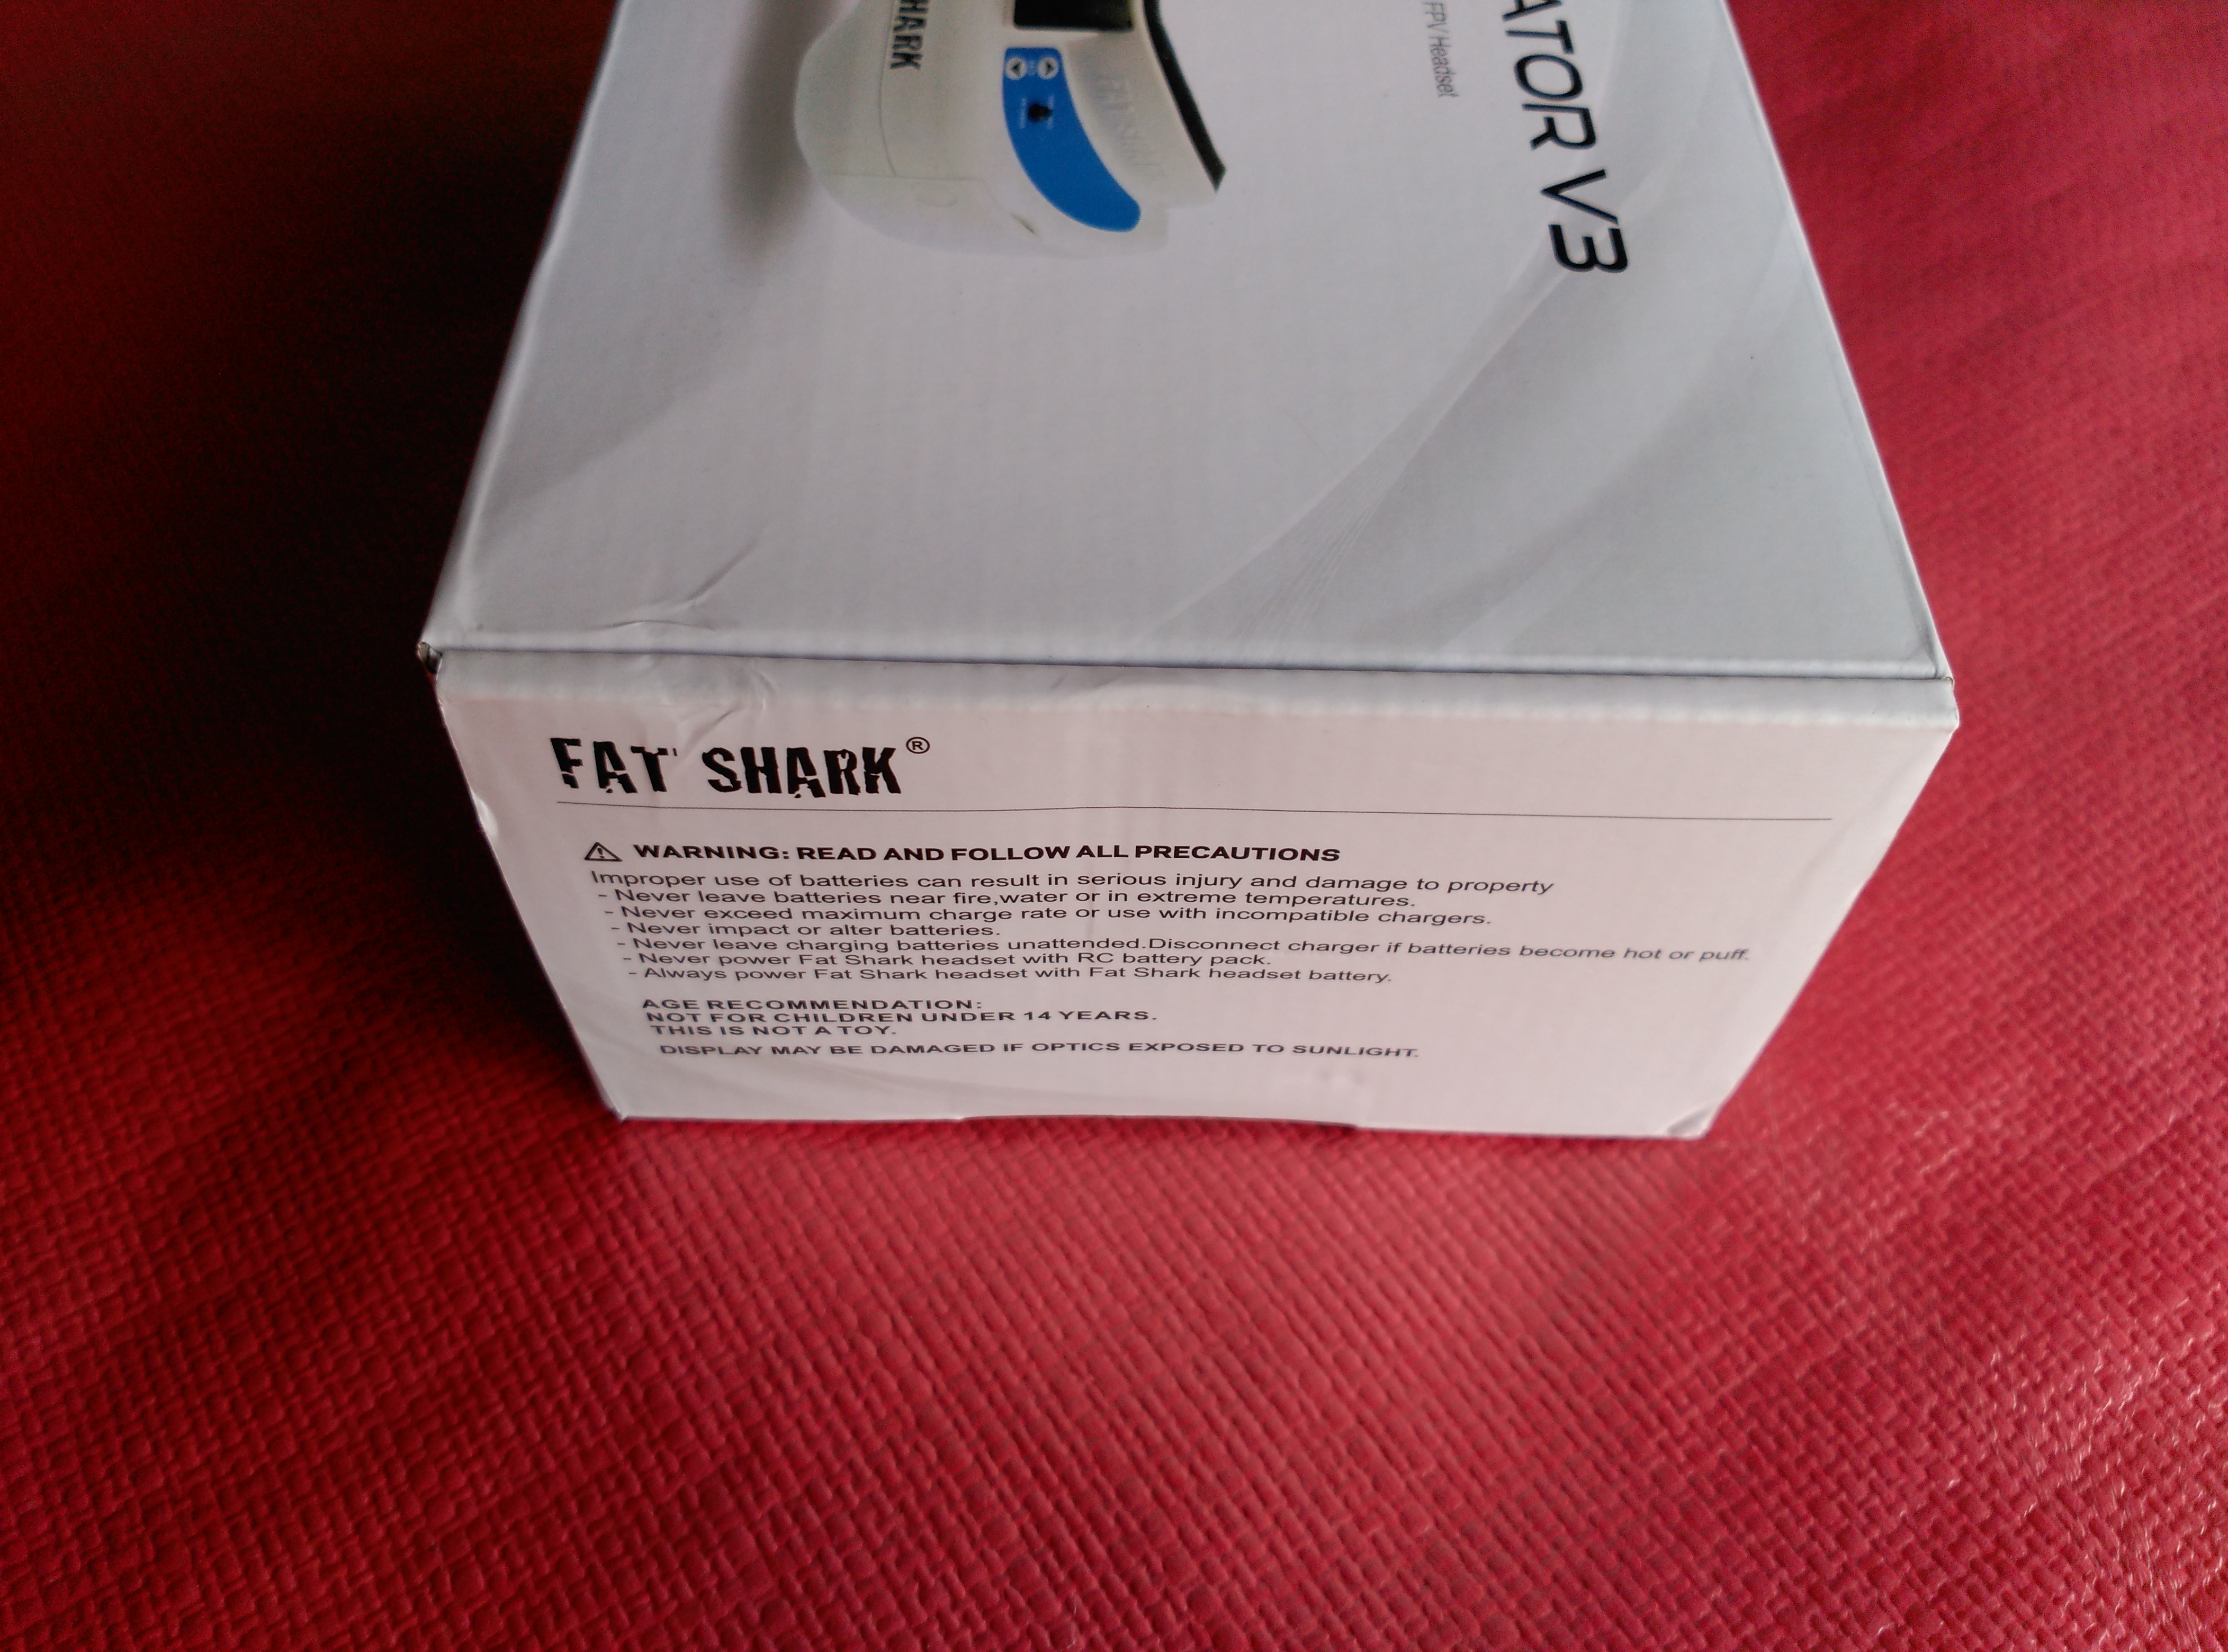 HARK
FPV Headset
ATOR V3
FAT SHARK®
WARNING: READ AND FOLLOW ALL PRECAUTIONS
Improper use of batteries can result in serious injury and damage to property
- Never leave batteries near fire,water or in extreme temperatures.
- Never exceed maximum charge rate or use with incompatible chargers.
- Never impact or alter batteries.
- Never leave charging batteries unattended.Disconnect charger if batteries become hot or puff.
- Never power Fat Shark headset with RC battery pack.
- Always power Fat Shark headset with Fat Shark headset battery.
AGE RECOMMENDATION:
NOT FOR CHILDREN UNDER 14 YEARS.
THIS IS NOT A TOY.
DISPLAY MAY BE DAMAGED IF OPTICS EXPOSED TO SUNLIGHT.